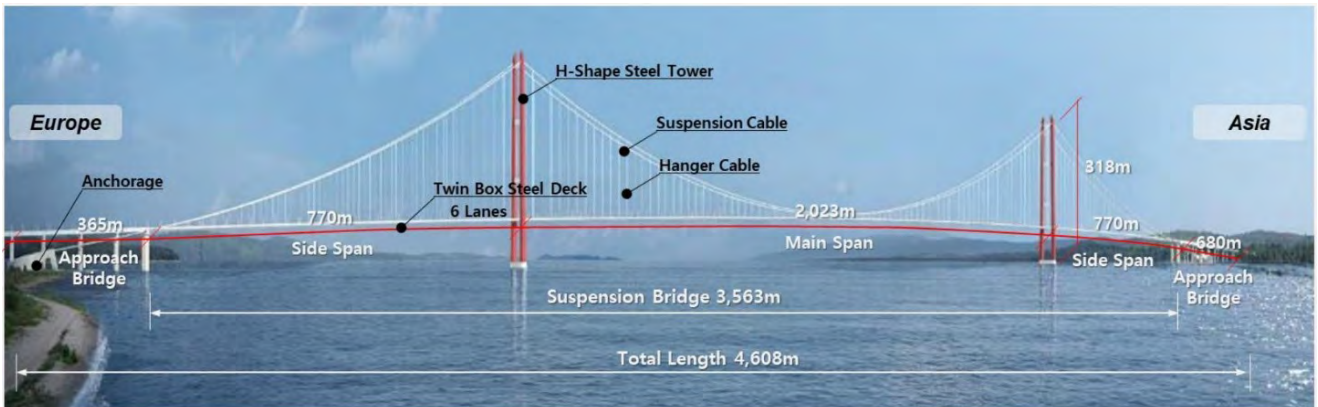 H-Shape Steel Tower
Europe
Suspension Cable
Asia
Hanger Cable
318m
Anchorage
Twin Box Steel Deck
6 Lanes
365m
770m
2,023m
770m
680m
Approach
Bridge
Side Span
Main Span
Side Span
Approach
Bridge
Suspension Bridge 3,563m
Total Length 4,608m